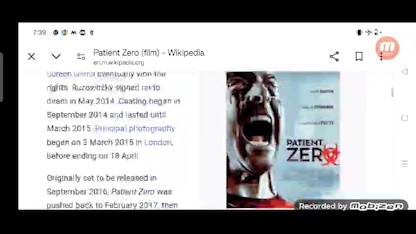 7:39
Patient Zero (film) - Wikipedia
en.m.wikipedia.org
Screen Gems eventually won the
rights. Ruzowitzky signed on to
direct in May 2014. Casting began in
September 2014 and lasted until
March 2015. Principal photography
began on 3 March 2015 in London,
before ending on 18 April.
Originally set to be released in
September 2016, Patient Zero was
pushed back to February 2017; then
PATIENT
ZERO
Recorded by Mobizen